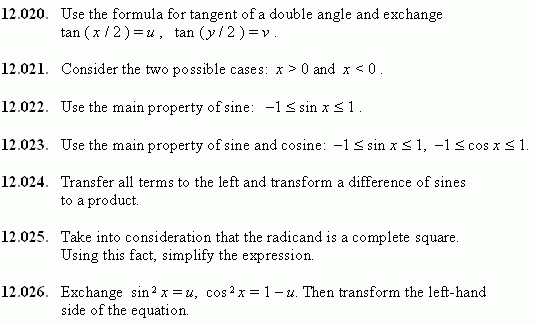 12.020. Use the formula for tangent of a double angle and exchange
tan ( x / 2 ) = u , tan ( y / 2 ) = v .
12.021. Consider the two possible cases: x > 0 and x < 0 .
12.022. Use the main property of sine: −1 ≤ sin x ≤ 1 .
12.023. Use the main property of sine and cosine: −1 ≤ sin x ≤ 1, −1 ≤ cos x ≤ 1.
12.024. Transfer all terms to the left and transform a difference of sines
to a product.
12.025. Take into consideration that the radicand is a complete square.
Using this fact, simplify the expression.
12.026. Exchange sin² x = u, cos² x = 1 − u. Then transform the left-hand
side of the equation.